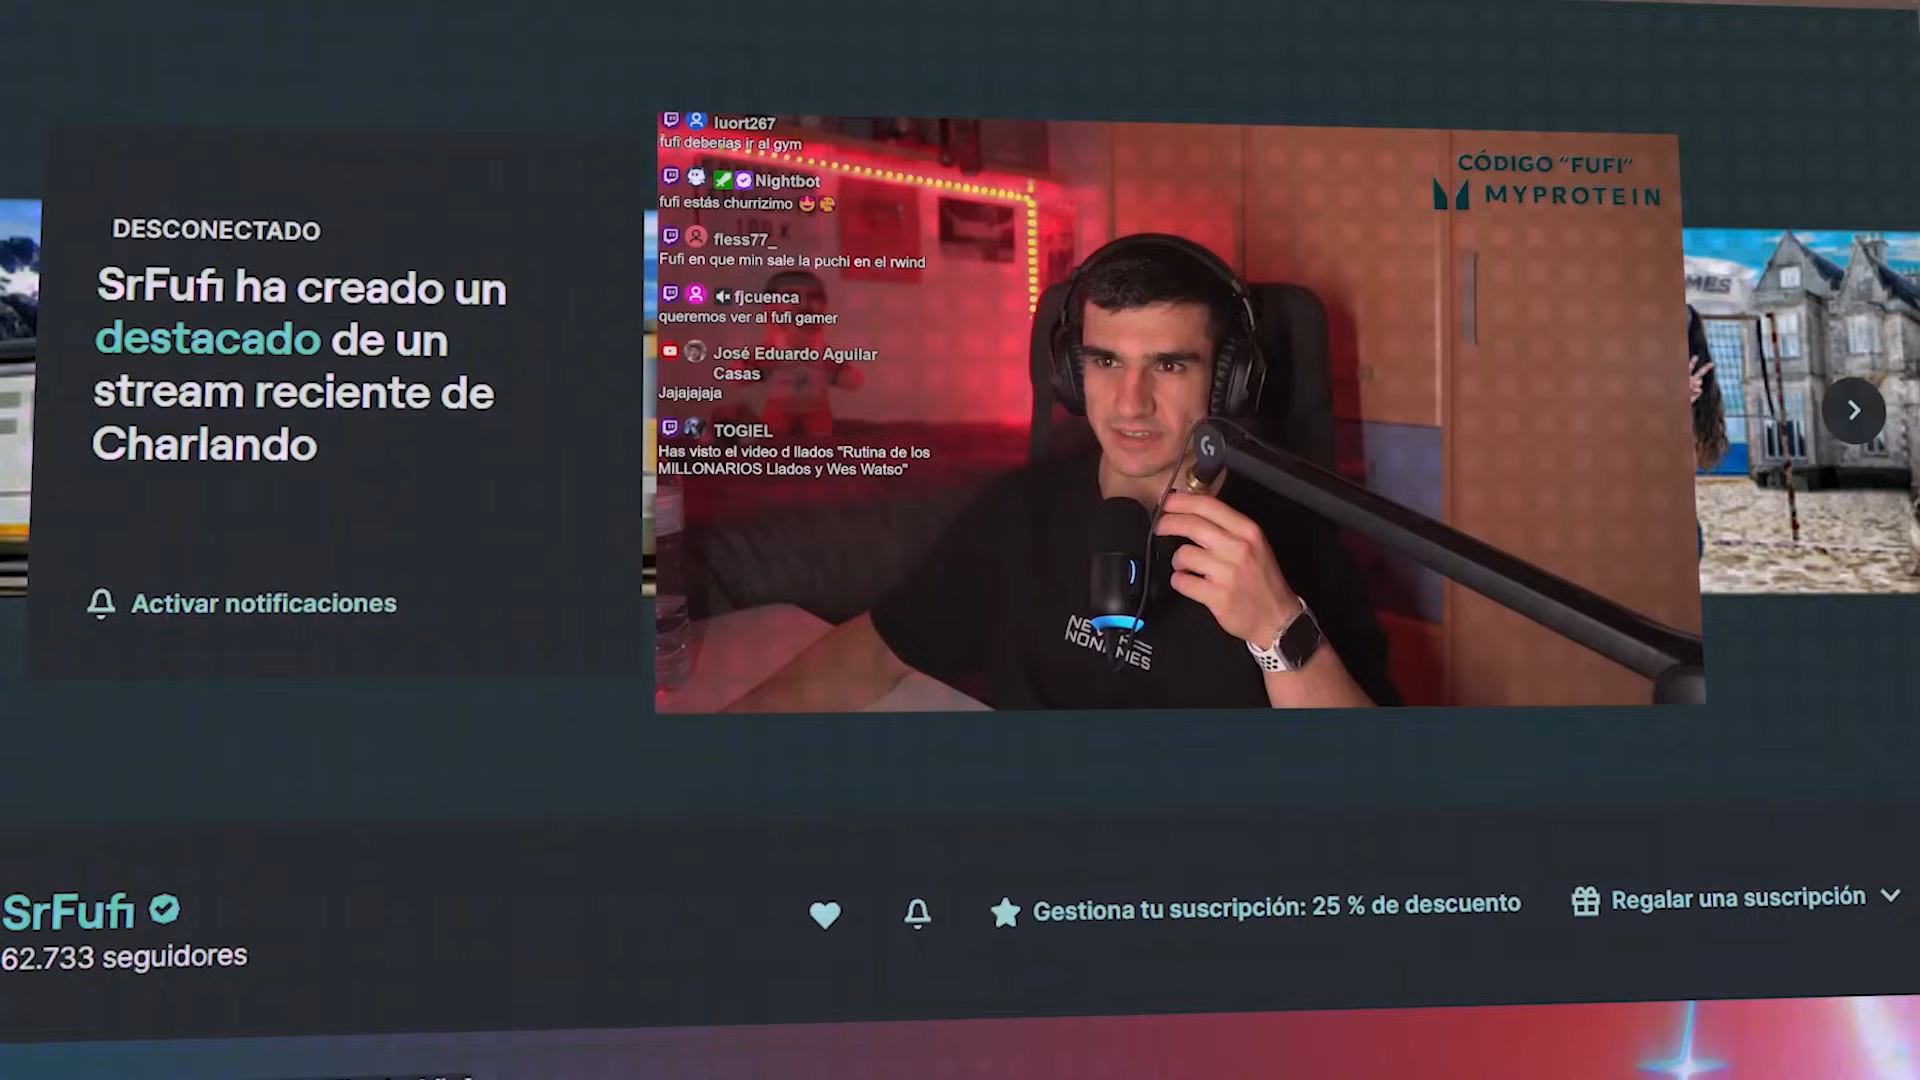 DESCONECTADO
SrFufi ha creado un
destacado de un
stream reciente de
Charlando
Activar notificaciones
luort267
fufi deberias ir al gym
Nightbot
fufi estás churrizimo
fless77_
Fufi en que min sale la puchi en el rwind
fjcuenca
queremos ver al fufi gamer
José Eduardo Aguilar
Casas
Jajajajaja
TOGIEL
Has visto el video d llados "Rutina de los
MILLONARIOS Llados y Wes Watso"
CÓDIGO "FUFI"
MYPROTEIN
SrFufi
62.733 seguidores
Gestiona tu suscripción: 25 % de descuento
Regalar una suscripción